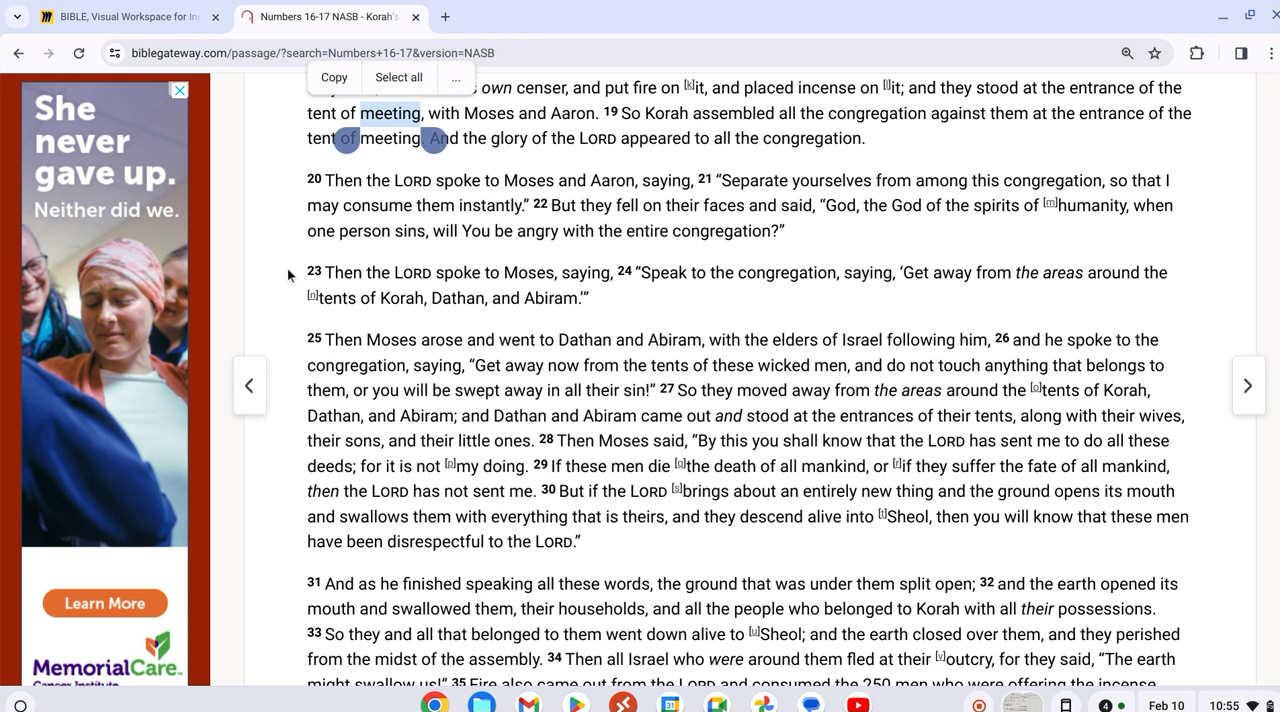 BIBLE, Visual Workspace for In
Numbers 16-17 NASB - Korah's
biblegateway.com/passage/?search=Numbers+16-17&version=NASB
Copy
Select all
...
She
never
gave up.
Neither did we.
Learn More
MemorialCare
own censer, and put fire on [k]it, and placed incense on [l]it; and they stood at the entrance of the
tent of meeting, with Moses and Aaron. 19 So Korah assembled all the congregation against them at the entrance of the
tent of meeting. And the glory of the LORD appeared to all the congregation.
20 Then the LORD spoke to Moses and Aaron, saying, 21 “Separate yourselves from among this congregation, so that I
may consume them instantly.” 22 But they fell on their faces and said, “God, the God of the spirits of [m]humanity, when
one person sins, will You be angry with the entire congregation?”
23 Then the LORD spoke to Moses, saying, 24 “Speak to the congregation, saying, ‘Get away from the areas around the
[n]tents of Korah, Dathan, and Abiram.’”
25 Then Moses arose and went to Dathan and Abiram, with the elders of Israel following him, 26 and he spoke to the
congregation, saying, “Get away now from the tents of these wicked men, and do not touch anything that belongs to
them, or you will be swept away in all their sin!” 27 So they moved away from the areas around the [o]tents of Korah,
Dathan, and Abiram; and Dathan and Abiram came out and stood at the entrances of their tents, along with their wives,
their sons, and their little ones. 28 Then Moses said, “By this you shall know that the LORD has sent me to do all these
deeds; for it is not [p]my doing. 29 If these men die [q]the death of all mankind, or [r]if they suffer the fate of all mankind,
then the LORD has not sent me. 30 But if the LORD [s]brings about an entirely new thing and the ground opens its mouth
and swallows them with everything that is theirs, and they descend alive into [t]Sheol, then you will know that these men
have been disrespectful to the LORD.”
31 And as he finished speaking all these words, the ground that was under them split open; 32 and the earth opened its
mouth and swallowed them, their households, and all the people who belonged to Korah with all their possessions.
33 So they and all that belonged to them went down alive to [u]Sheol; and the earth closed over them, and they perished
from the midst of the assembly. 34 Then all Israel who were around them fled at their [v]outcry, for they said, “The earth
might swallow us!” 35 Fire also came out from the LORD and consumed the 250 men who were offering the incense
4
Feb 10
10:55